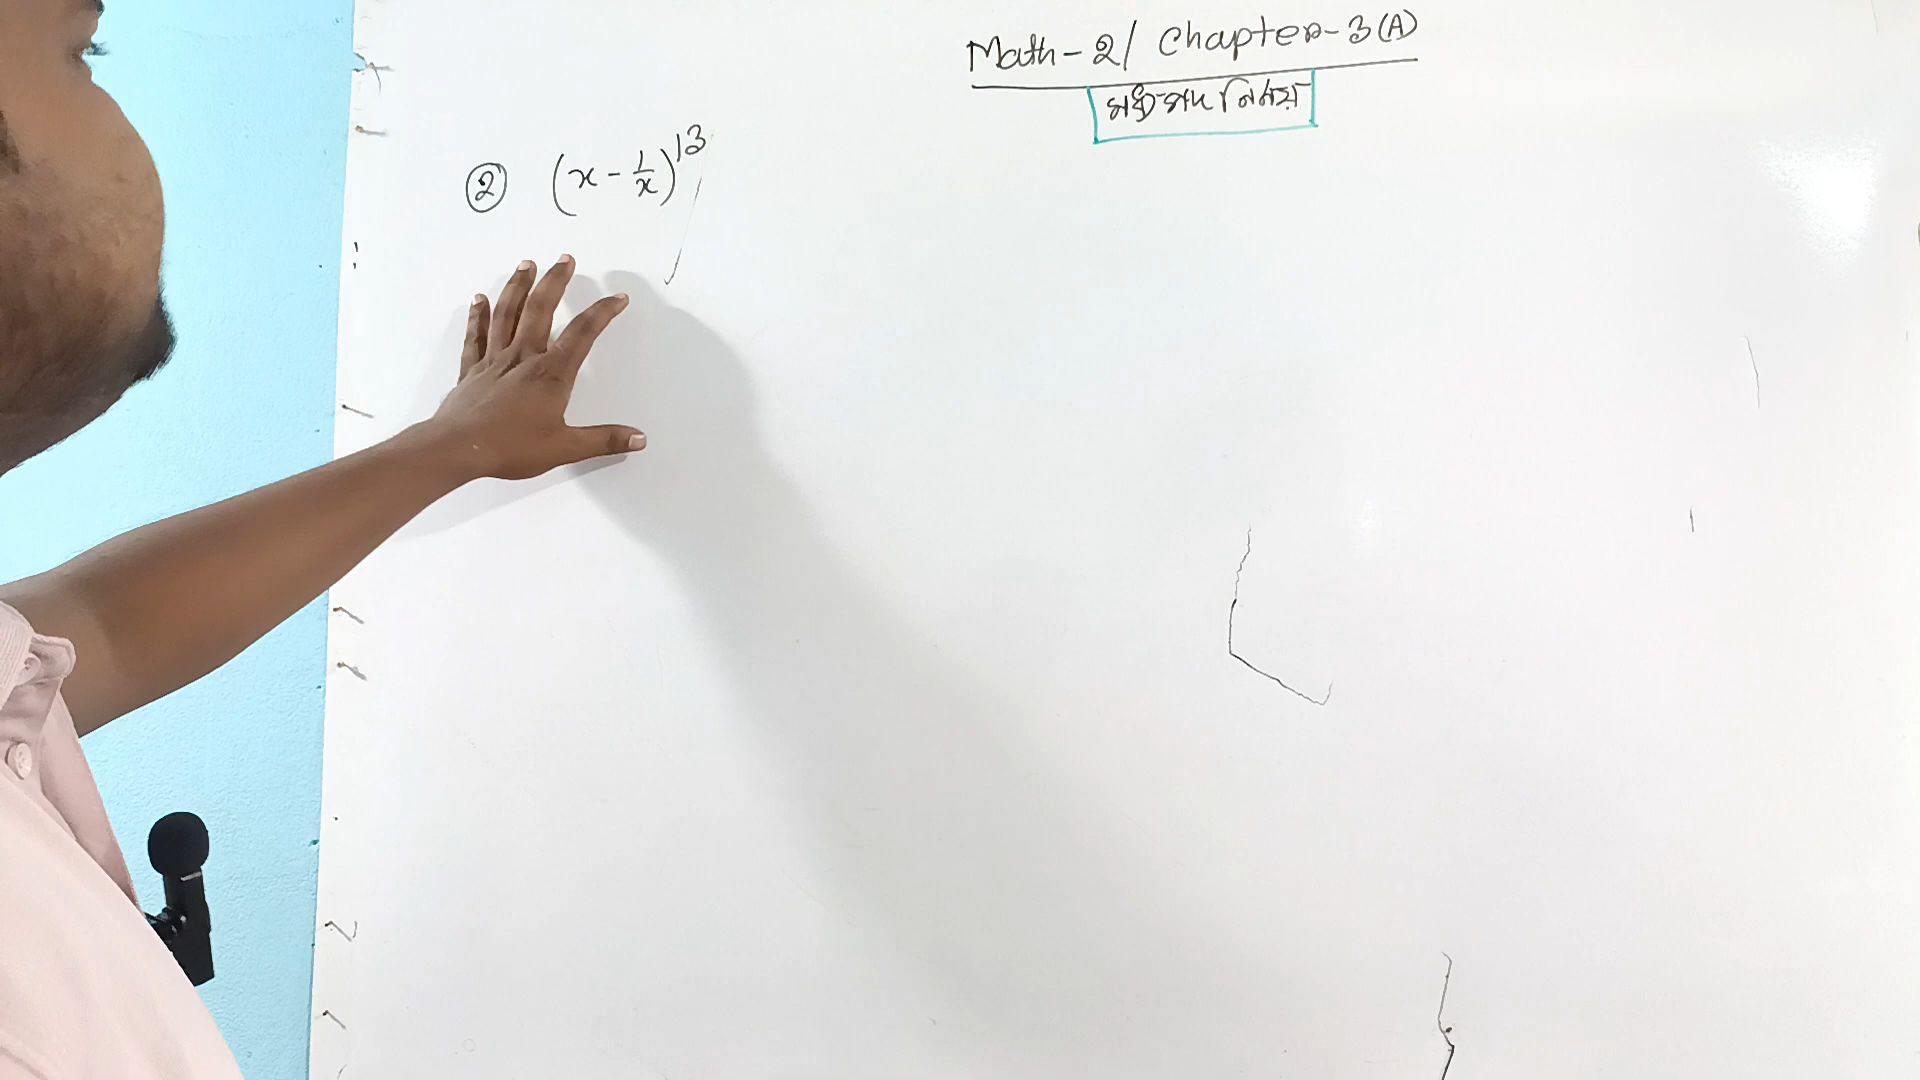 Math-2/ Chapter-3(A)
মধ্যপদ নির্ণয়
② (x - 1/x)^13